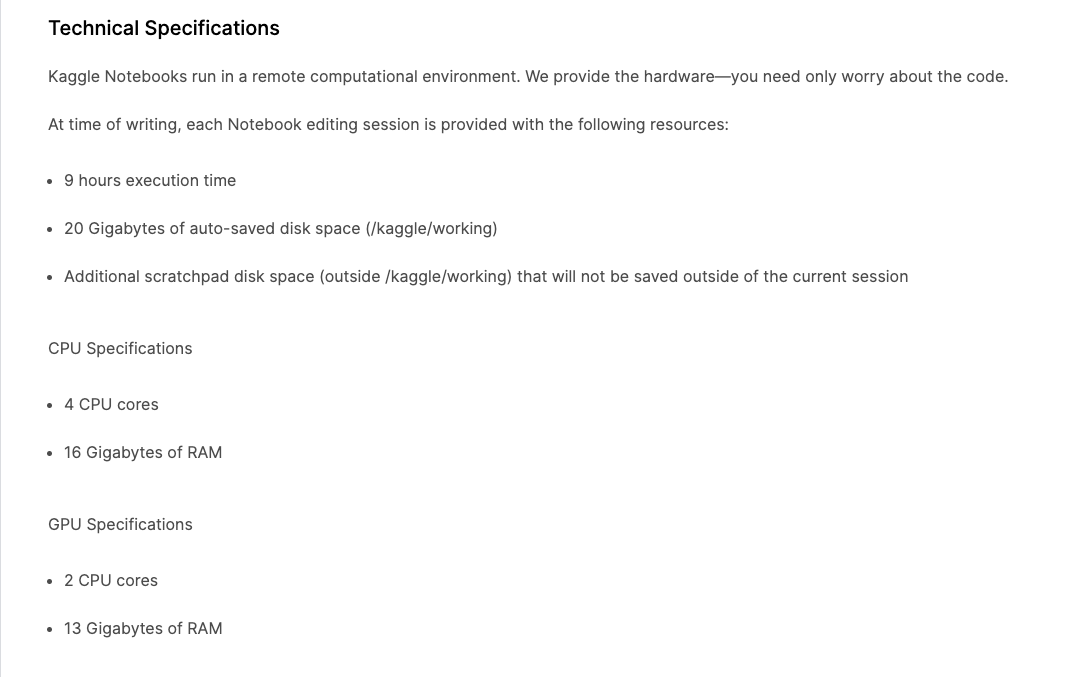 Technical Specifications
Kaggle Notebooks run in a remote computational environment. We provide the hardware—you need only worry about the code.
At time of writing, each Notebook editing session is provided with the following resources:
• 9 hours execution time
• 20 Gigabytes of auto-saved disk space (/kaggle/working)
• Additional scratchpad disk space (outside /kaggle/working) that will not be saved outside of the current session
CPU Specifications
• 4 CPU cores
• 16 Gigabytes of RAM
GPU Specifications
• 2 CPU cores
• 13 Gigabytes of RAM